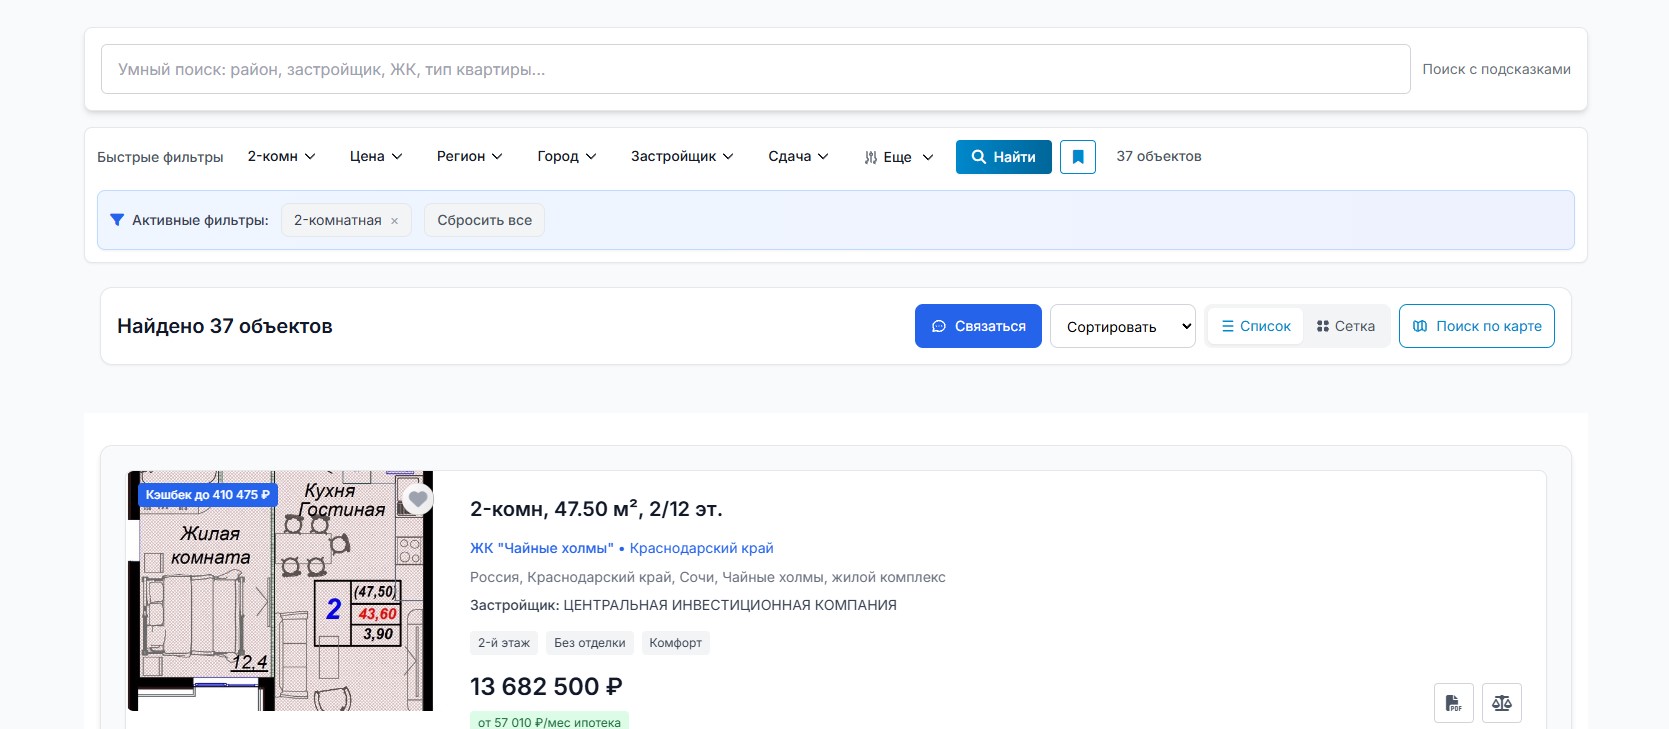 Умный поиск: район, застройщик, ЖК, тип квартиры...
Поиск с подсказками
Быстрые фильтры 2-комн Цена Регион Город Застройщик Сдача Еще Найти 37 объектов
Активные фильтры: 2-комнатная × Сбросить все
Найдено 37 объектов
Связаться Сортировать Список Сетка Поиск по карте
Кэшбек до 410 475 ₽
Кухня
Гостиная
Жилая
комната
2
(47,50)
43,60
3,90
12,4
2-комн, 47.50 м², 2/12 эт.
ЖК "Чайные холмы" • Краснодарский край
Россия, Краснодарский край, Сочи, Чайные холмы, жилой комплекс
Застройщик: ЦЕНТРАЛЬНАЯ ИНВЕСТИЦИОННАЯ КОМПАНИЯ
2-й этаж Без отделки Комфорт
13 682 500 ₽
от 57 010 ₽/мес ипотека
PDF